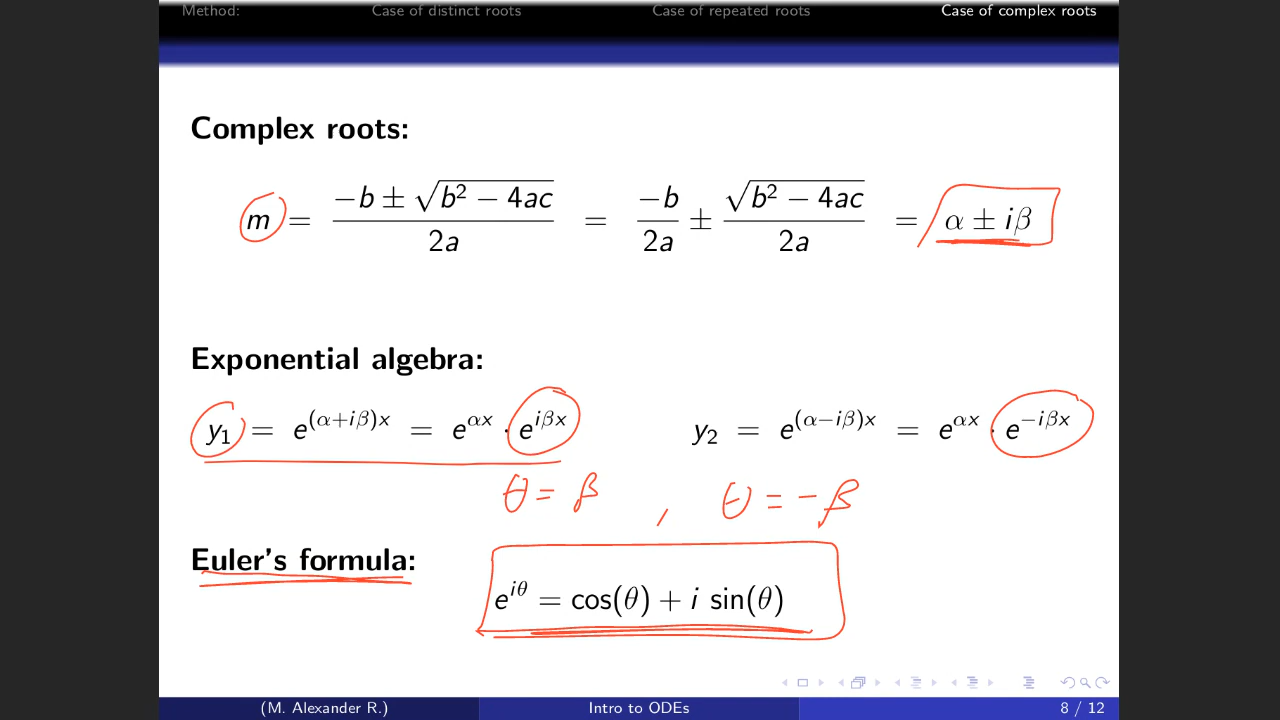 Method: Case of distinct roots Case of repeated roots Case of complex roots
Complex roots:
m = (-b ± √(b² − 4ac)) / 2a = -b / 2a ± √(b² − 4ac) / 2a = α ± iβ
Exponential algebra:
y₁ = e^(α+iβ)x = e^αx · e^iβx y₂ = e^(α−iβ)x = e^αx · e^−iβx
θ = β , θ = −β
Euler's formula:
e^iθ = cos(θ) + i sin(θ)
(M. Alexander R.) Intro to ODEs 8 / 12